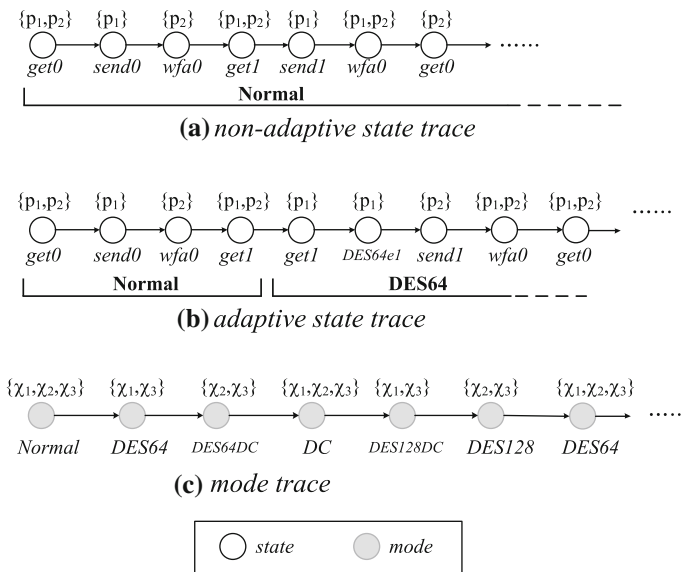 {p₁,p₂} {p₁} {p₂} {p₁,p₂} {p₁} {p₁,p₂} {p₂}
......
get0 send0 wfa0 get1 send1 wfa0 get0
Normal
(a) non-adaptive state trace
{p₁,p₂} {p₁} {p₂} {p₁,p₂} {p₁} {p₁} {p₂} {p₁,p₂} {p₁,p₂}
......
get0 send0 wfa0 get1 get1 DES64e1 send1 wfa0 get0
Normal DES64
(b) adaptive state trace
{χ₁,χ₂,χ₃} {χ₁,χ₃} {χ₂,χ₃} {χ₁,χ₂,χ₃} {χ₁,χ₃} {χ₂,χ₃} {χ₁,χ₂,χ₃}
.....
Normal DES64 DES64DC DC DES128DC DES128 DES64
(c) mode trace
state mode